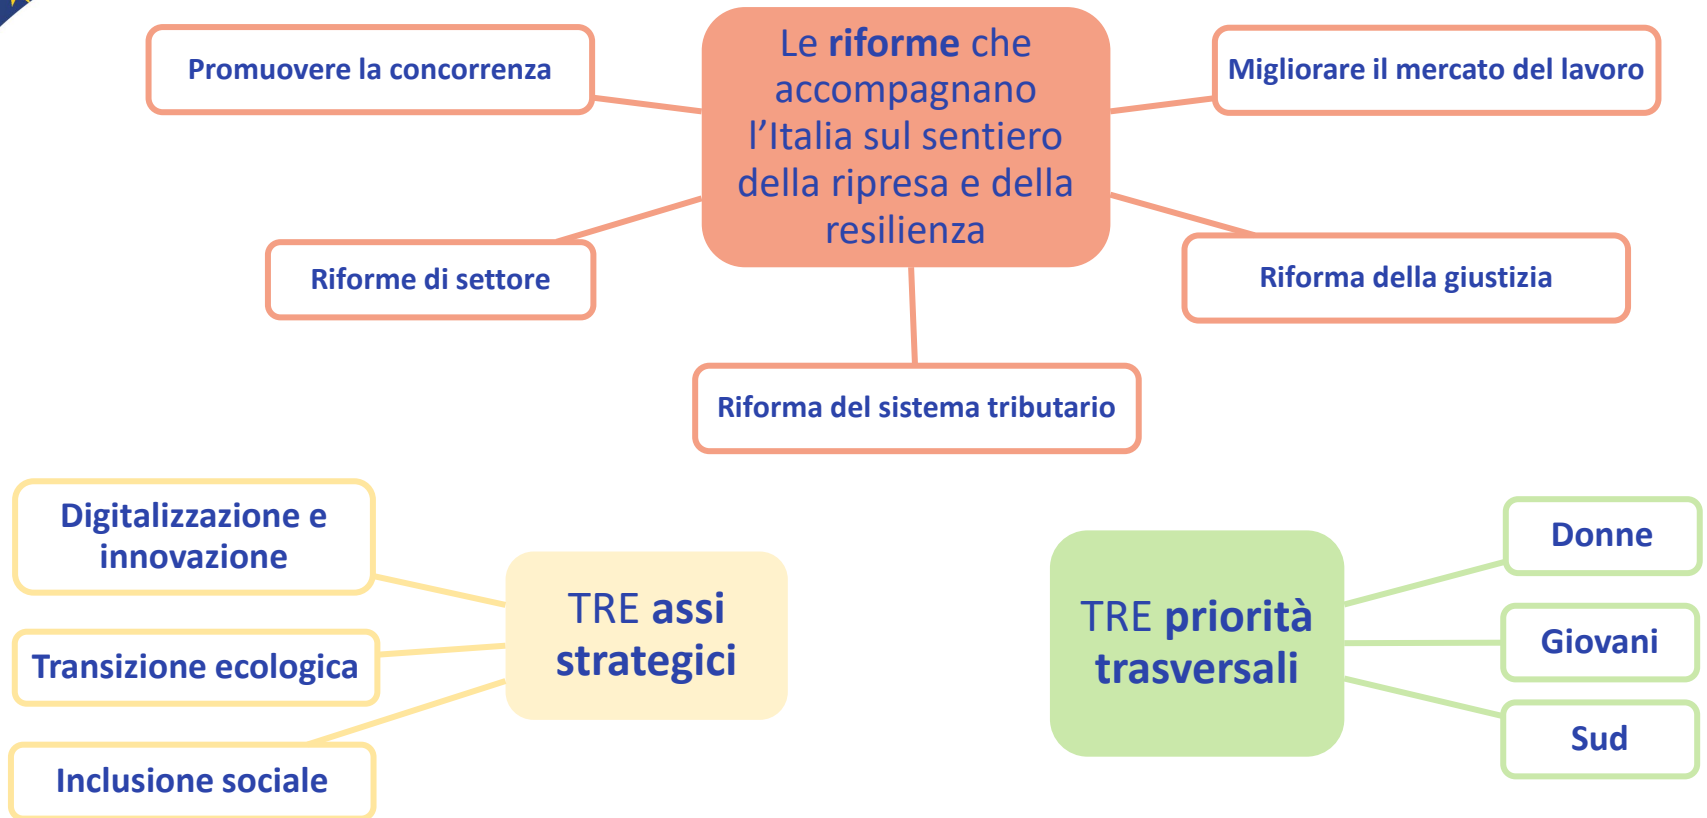 Le riforme che
accompagnano
l’Italia sul sentiero
della ripresa e della
resilienza
Promuovere la concorrenza
Migliorare il mercato del lavoro
Riforme di settore
Riforma della giustizia
Riforma del sistema tributario
TRE assi
strategici
Digitalizzazione e
innovazione
Transizione ecologica
Inclusione sociale
TRE priorità
trasversali
Donne
Giovani
Sud